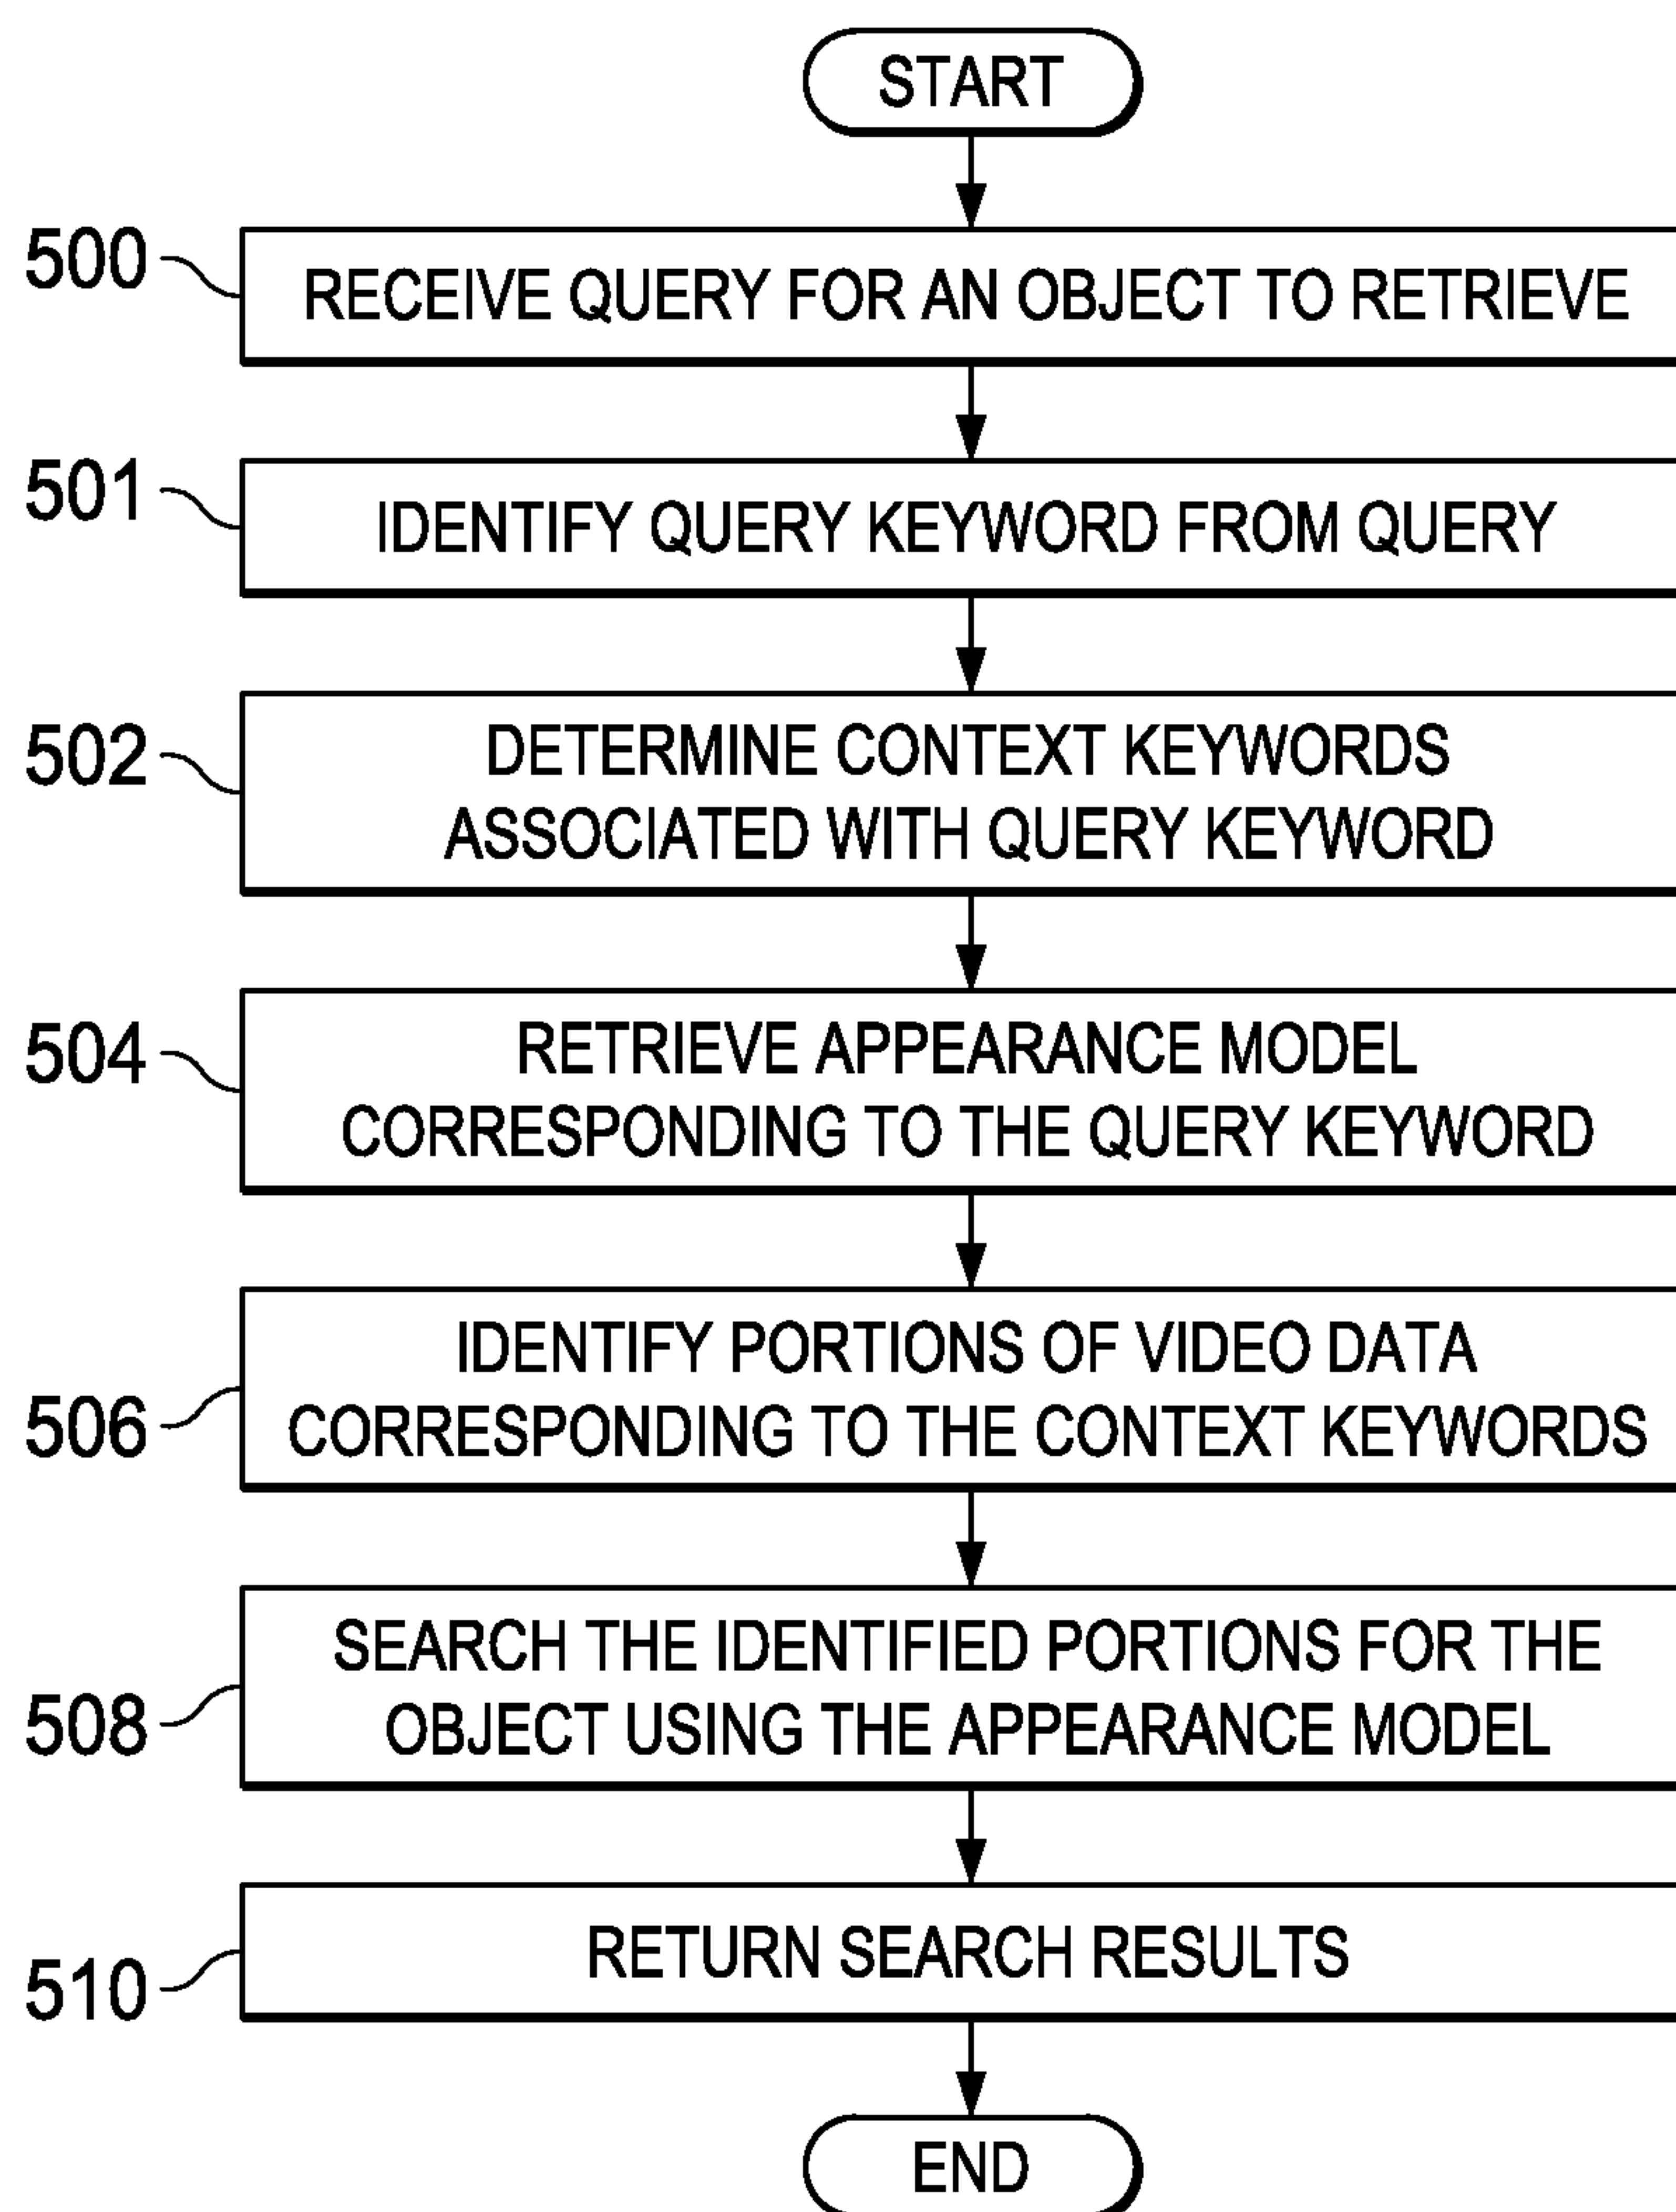 START
500
RECEIVE QUERY FOR AN OBJECT TO RETRIEVE
501
IDENTIFY QUERY KEYWORD FROM QUERY
502
DETERMINE CONTEXT KEYWORDS
ASSOCIATED WITH QUERY KEYWORD
504
RETRIEVE APPEARANCE MODEL
CORRESPONDING TO THE QUERY KEYWORD
506
IDENTIFY PORTIONS OF VIDEO DATA
CORRESPONDING TO THE CONTEXT KEYWORDS
508
SEARCH THE IDENTIFIED PORTIONS FOR THE
OBJECT USING THE APPEARANCE MODEL
510
RETURN SEARCH RESULTS
END